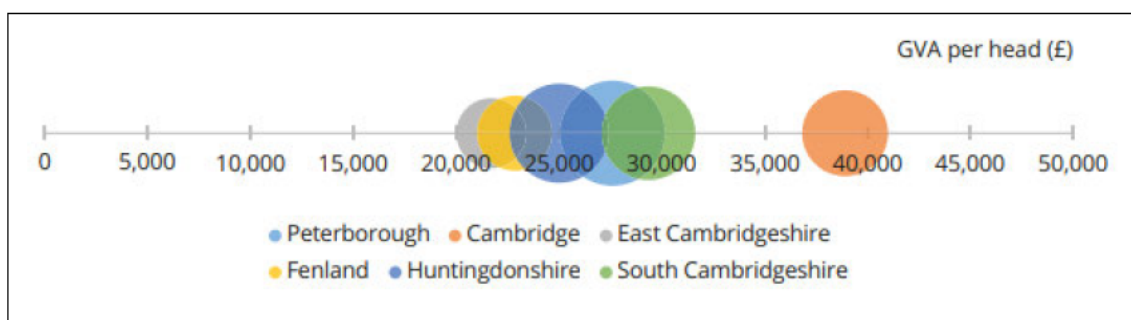 GVA per head (£)
0 5,000 10,000 15,000 20,000 25,000 30,000 35,000 40,000 45,000 50,000
Peterborough Cambridge East Cambridgeshire
Fenland Huntingdonshire South Cambridgeshire